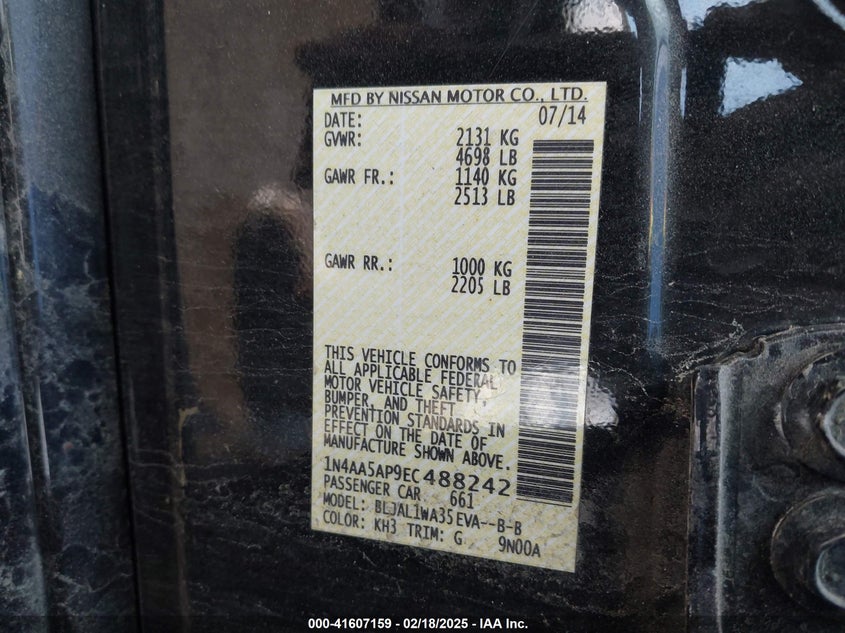 MFD BY NISSAN MOTOR CO., LTD.
DATE: 07/14
GVWR: 2131 KG
4698 LB
GAWR FR.: 1140 KG
2513 LB
GAWR RR.: 1000 KG
2205 LB
THIS VEHICLE CONFORMS TO
ALL APPLICABLE FEDERAL
MOTOR VEHICLE SAFETY,
BUMPER, AND THEFT
PREVENTION STANDARDS IN
EFFECT ON THE DATE OF
MANUFACTURE SHOWN ABOVE.
1N4AA5AP9EC488242
PASSENGER CAR 661
MODEL: BLJAL1WA35EVA--B-B
COLOR: KH3 TRIM: G 9N00A
000-41607159 - 02/18/2025 - IAA Inc.